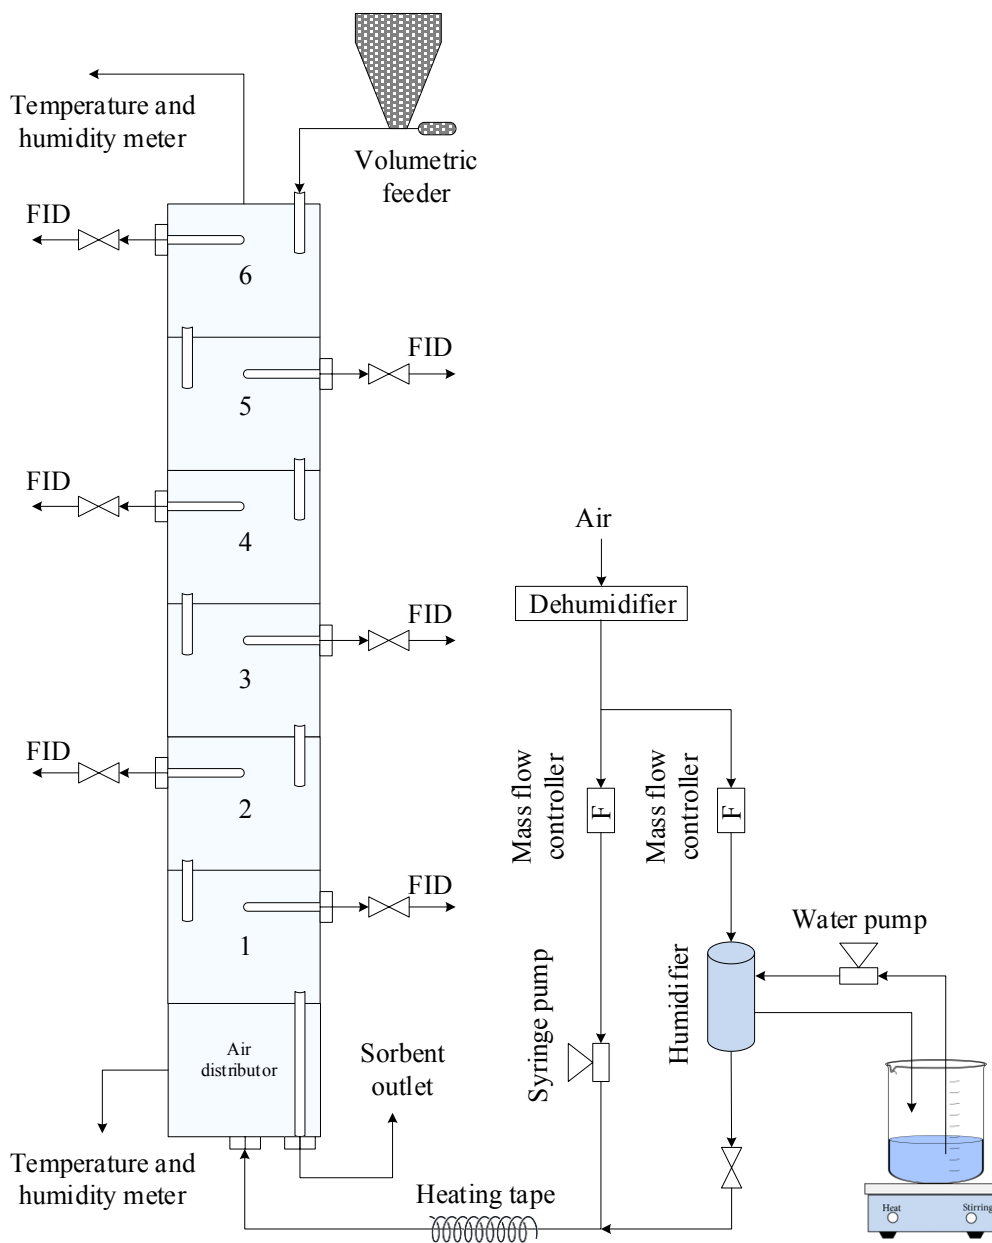 Temperature and
humidity meter
Volumetric
feeder
FID
6
FID
5
FID
4
Air
Dehumidifier
FID
3
FID
2
Mass flow
controller
F
Mass flow
controller
F
FID
1
Water pump
Syringe pump
Humidifier
Air
distributor
Sorbent
outlet
Temperature and
humidity meter
Heating tape
Heat
Stirring